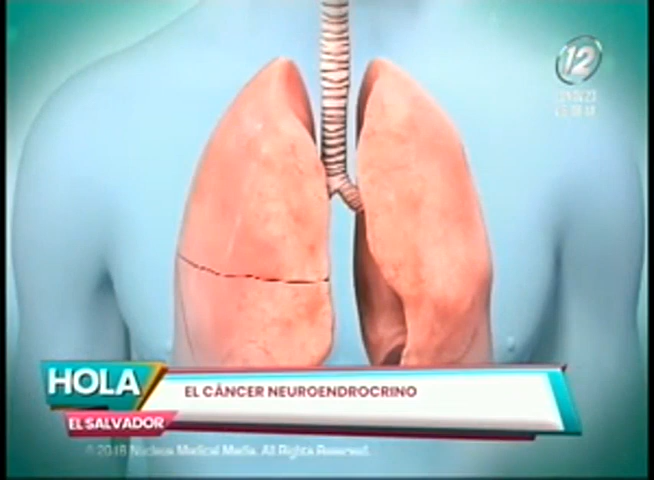 12
HOLA
EL SALVADOR
EL CÁNCER NEUROENDROCRINO
© 2016 Nucleus Medical Media. All Rights Reserved.